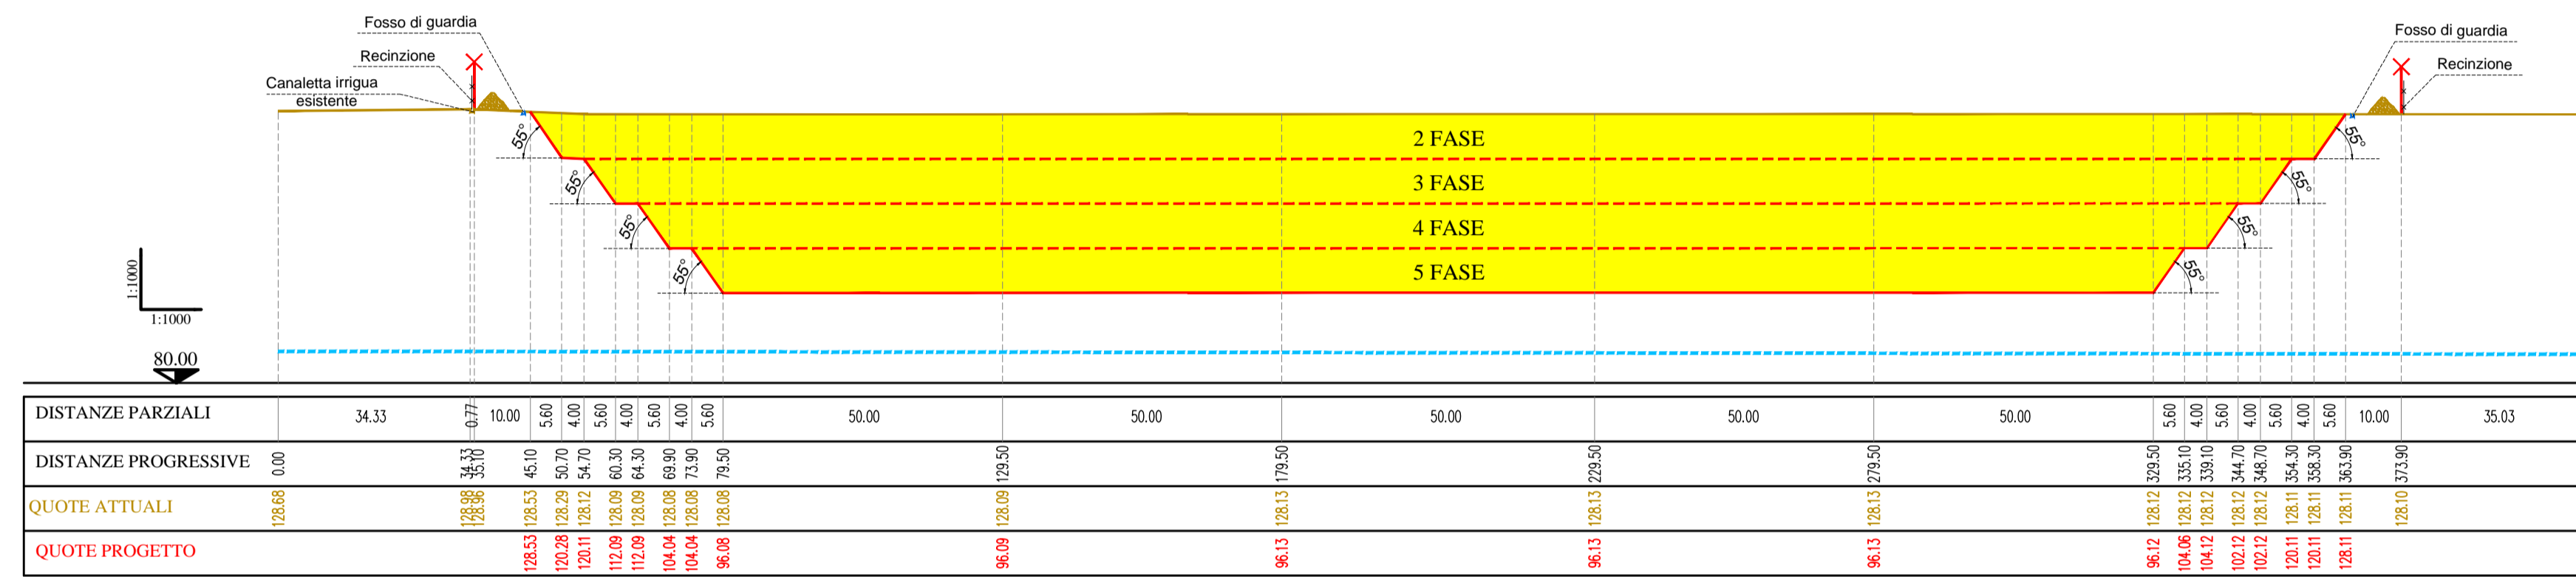 Fosso di guardia
Recinzione
Canaletta irrigua
esistente
Fosso di guardia
Recinzione
55°
55°
55°
55°
2 FASE
3 FASE
4 FASE
5 FASE
55°
55°
55°
55°
1:1000
1:1000
80.00
DISTANZE PARZIALI 34.33 0.77 10.00 5.60 4.00 5.60 4.00 5.60 4.00 5.60 50.00 50.00 50.00 50.00 50.00 5.60 4.00 5.60 4.00 5.60 4.00 5.60 10.00 35.03
DISTANZE PROGRESSIVE 0.00 34.33 35.10 45.10 50.70 54.70 60.30 64.30 69.90 73.90 79.50 129.50 179.50 229.50 279.50 329.50 335.10 339.10 344.70 348.70 354.30 358.30 363.90 373.90
QUOTE ATTUALI 128.68 128.98 128.96 128.53 128.29 128.12 128.09 128.09 128.08 128.08 128.08 128.09 128.13 128.13 128.13 128.12 128.12 128.12 128.12 128.12 128.11 128.11 128.11 128.10
QUOTE PROGETTO 128.53 120.28 120.11 112.09 112.09 104.04 104.04 96.08 96.09 96.13 96.13 96.13 96.12 104.06 104.12 102.12 102.12 120.11 120.11 128.11